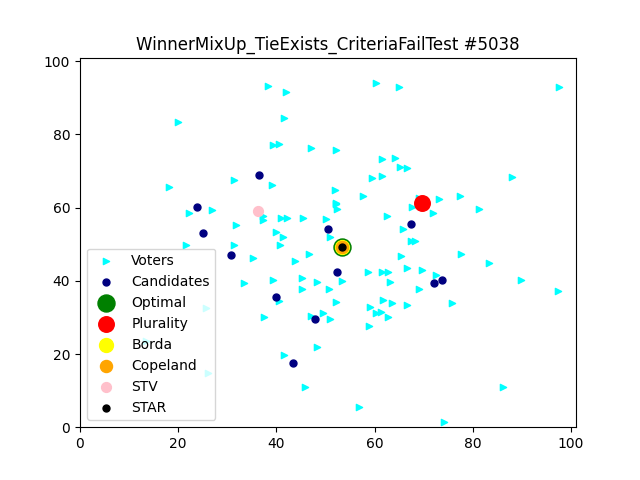 WinnerMixUp_TieExists_CriteriaFailTest #5038
100
80
60
40
20
0
Voters
Candidates
Optimal
Plurality
Borda
Copeland
STV
STAR
0 20 40 60 80 100